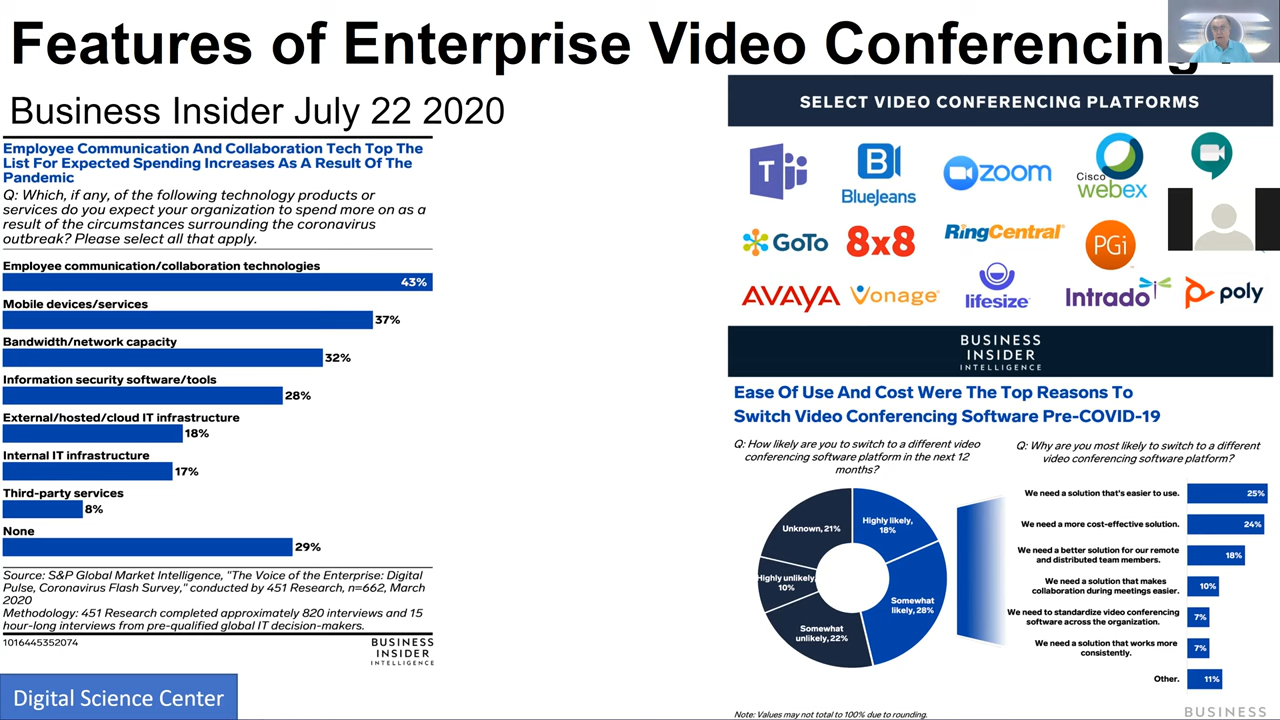 Features of Enterprise Video Conferencing
Business Insider July 22 2020
Employee Communication And Collaboration Tech Top The
List For Expected Spending Increases As A Result Of The
Pandemic
Q: Which, if any, of the following technology products or
services do you expect your organization to spend more on as a
result of the circumstances surrounding the coronavirus
outbreak? Please select all that apply.
Employee communication/collaboration technologies
43%
Mobile devices/services
37%
Bandwidth/network capacity
32%
Information security software/tools
28%
External/hosted/cloud IT infrastructure
18%
Internal IT infrastructure
17%
Third-party services
8%
None
29%
Source: S&P Global Market Intelligence, "The Voice of the Enterprise: Digital
Pulse, Coronavirus Flash Survey," conducted by 451 Research, n=662, March
2020
Methodology: 451 Research completed approximately 820 interviews and 15
hour-long interviews from pre-qualified global IT decision-makers.
1016445352074
BUSINESS
INSIDER
INTELLIGENCE
Digital Science Center
SELECT VIDEO CONFERENCING PLATFORMS
T
B
BLUEJEANS
zoom
Cisco
webex
GoTo
8x8
RingCentral
PGi
AVAYA
VONAGE
lifesize
Intrado
poly
BUSINESS
INSIDER
INTELLIGENCE
Ease Of Use And Cost Were The Top Reasons To
Switch Video Conferencing Software Pre-COVID-19
Q: How likely are you to switch to a different video
conferencing software platform in the next 12
months?
Unknown, 21%
Highly likely,
18%
Highly unlikely,
10%
Somewhat
likely, 28%
Somewhat
unlikely, 22%
Q: Why are you most likely to switch to a different
video conferencing software platform?
We need a solution that's easier to use.
25%
We need a more cost-effective solution.
24%
We need a better solution for our remote
and distributed team members.
18%
We need a solution that makes
collaboration during meetings easier.
10%
We need to standardize video conferencing
software across the organization.
7%
We need a solution that works more
consistently.
7%
Other.
11%
Note: Values may not total to 100% due to rounding.
BUSINESS